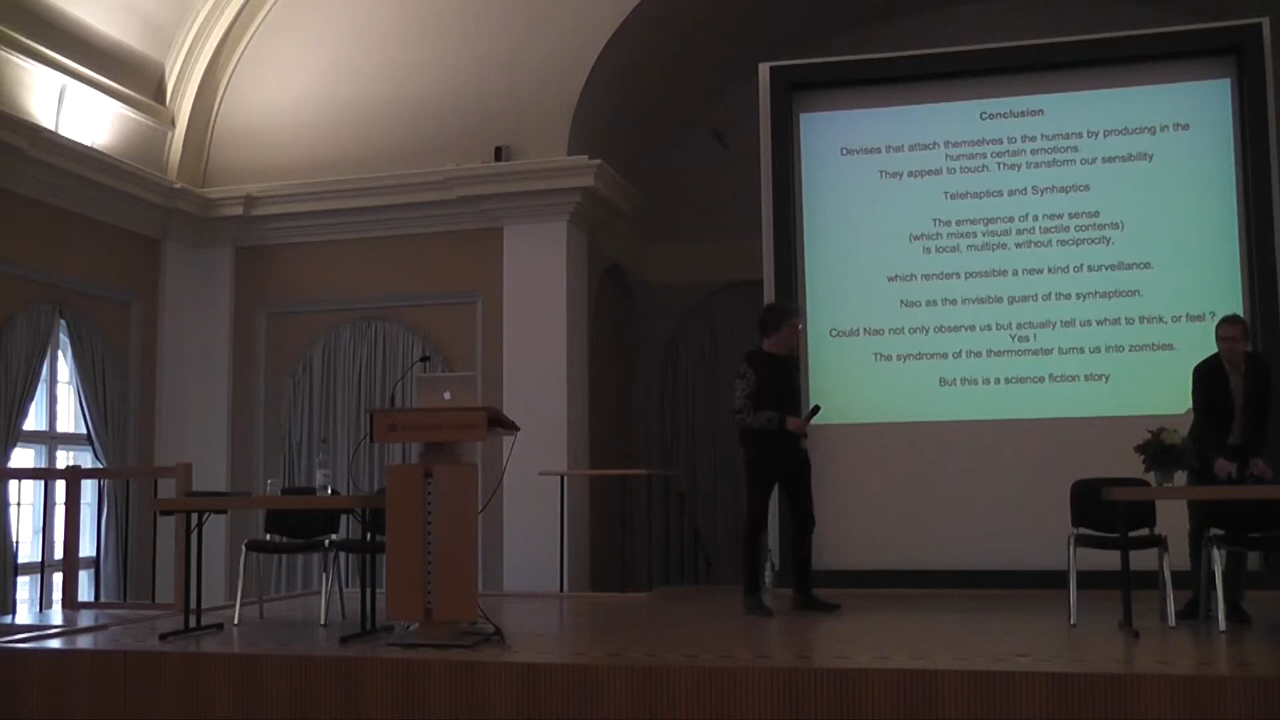 Conclusion
Devises that attach themselves to the humans by producing in the
humans certain emotions.
They appeal to touch. They transform our sensibility
Telehaptics and Synhaptics
The emergence of a new sense
(which mixes visual and tactile contents)
Is local, multiple, without reciprocity,
which renders possible a new kind of surveillance.
Nao as the invisible guard of the synhapticon.
Could Nao not only observe us but actually tell us what to think, or feel ?
Yes !
The syndrome of the thermometer turns us into zombies.
But this is a science fiction story